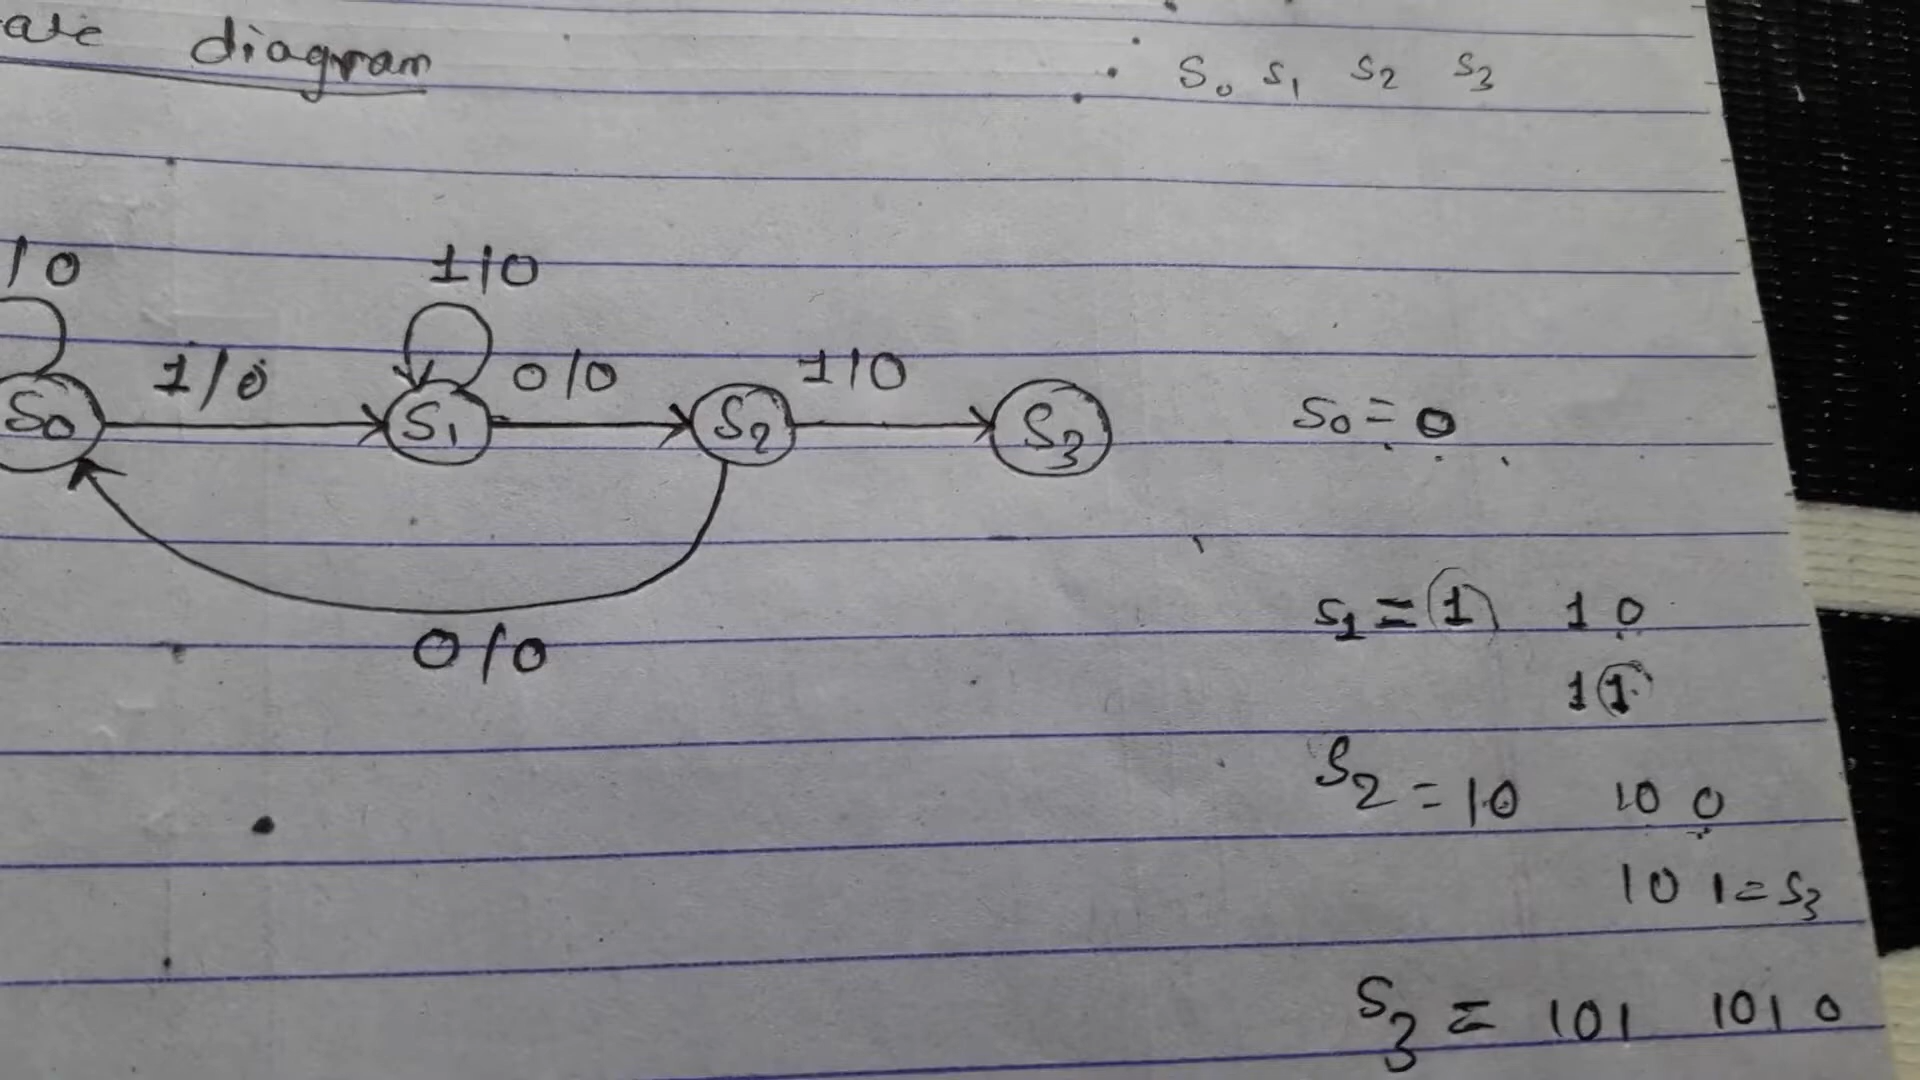 ate diagram
S0 S1 S2 S3
/0 1/0
1/0 0/0 1/0
S0 S1 S2 S3 S0 = 0
0/0
S1 = 1 1 0
1 1
S2 = 10 10 0
10 1 = S3
S3 = 101 101 0